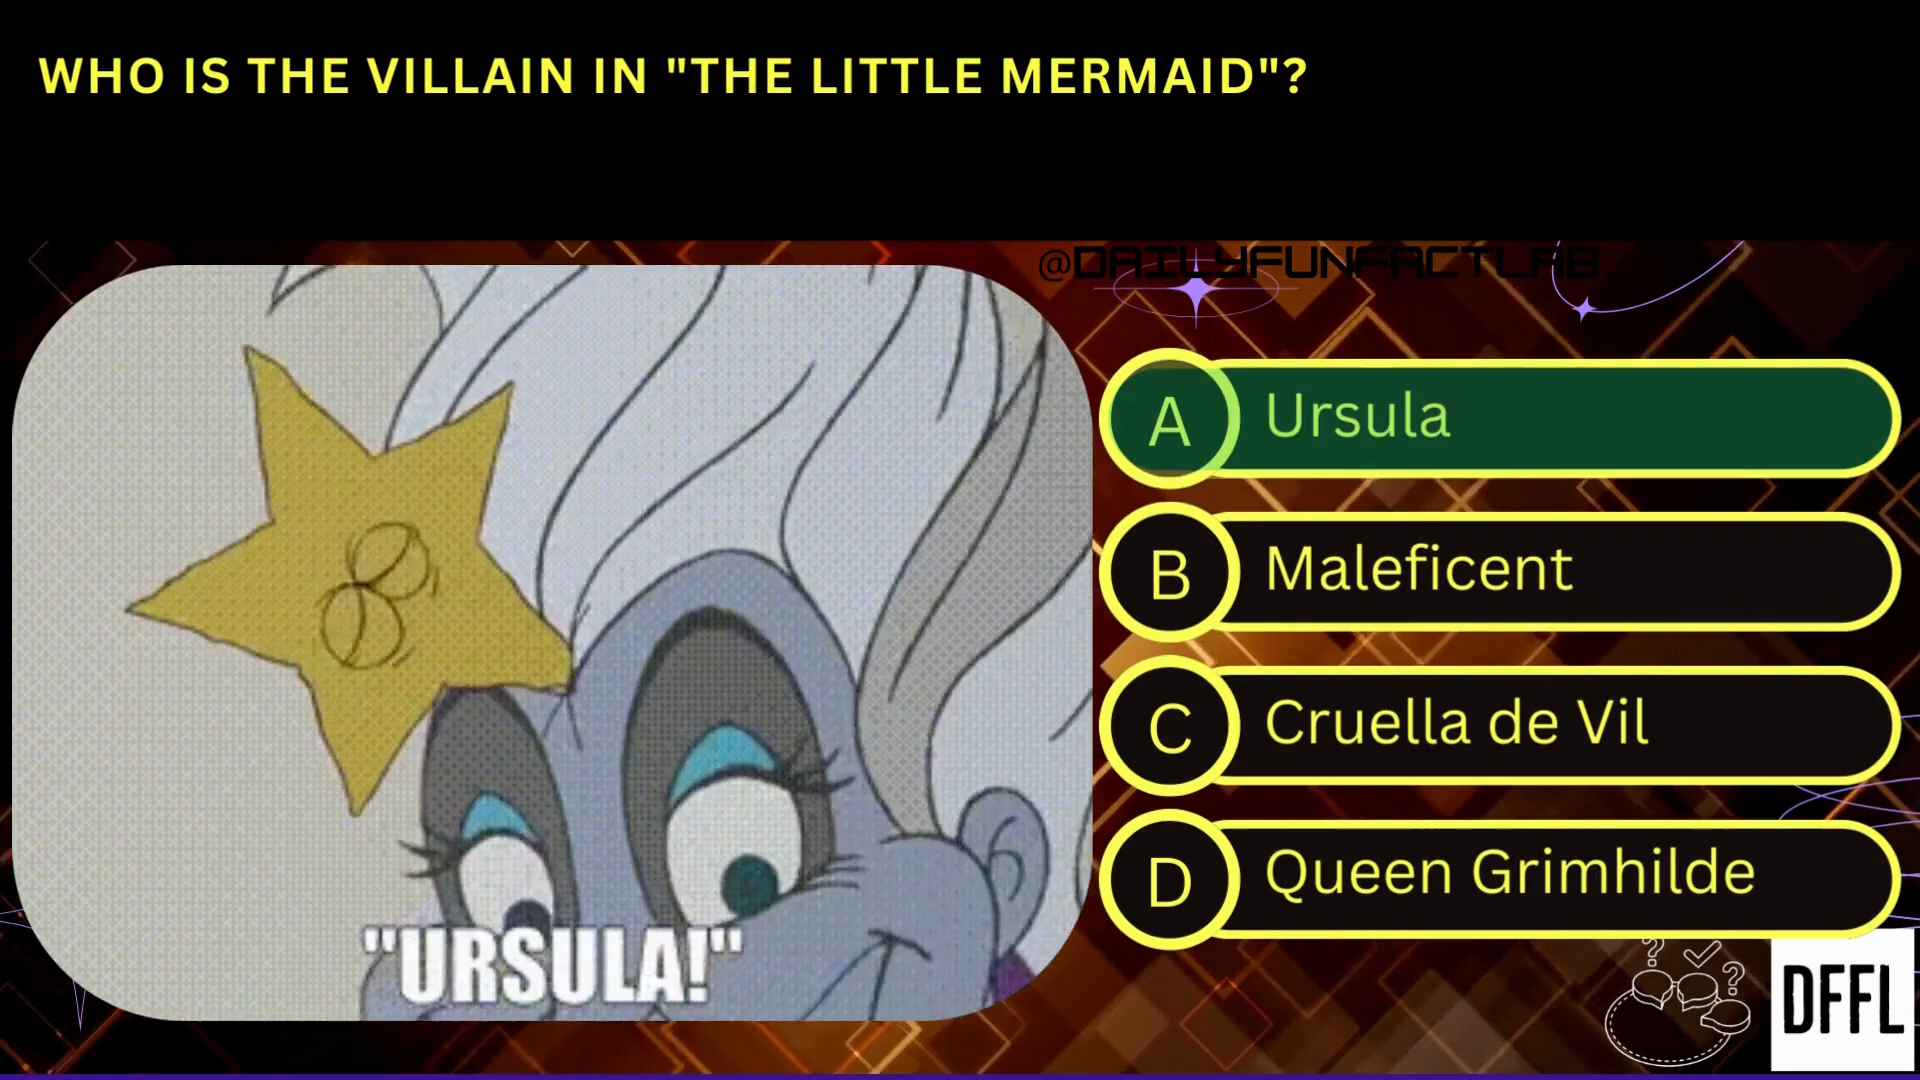 WHO IS THE VILLAIN IN "THE LITTLE MERMAID"?
@DAILYFUNFACTLAB
A Ursula
B Maleficent
C Cruella de Vil
D Queen Grimhilde
"URSULA!"
DFFL